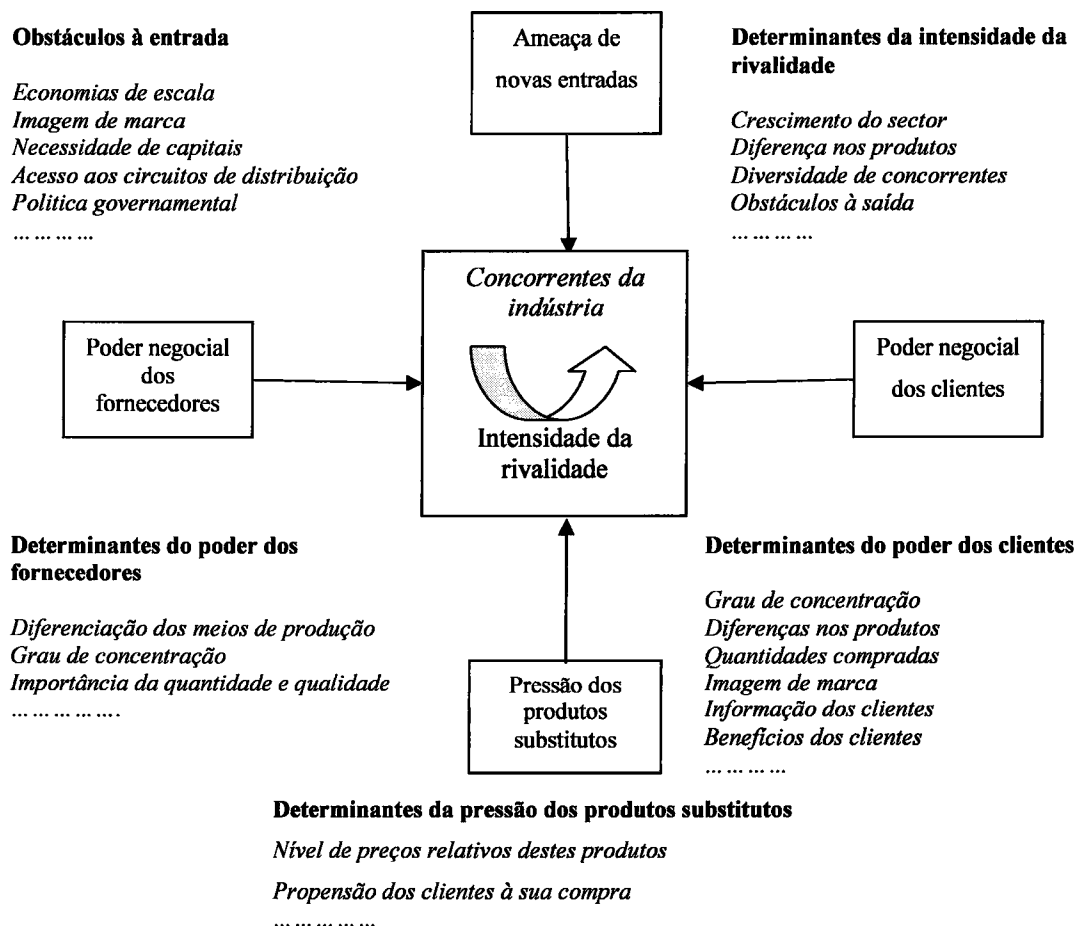 Obstáculos à entrada
Economias de escala
Imagem de marca
Necessidade de capitais
Acesso aos circuitos de distribuição
Politica governamental
... ... ... ...
Ameaça de
novas entradas
Determinantes da intensidade da
rivalidade
Crescimento do sector
Diferença nos produtos
Diversidade de concorrentes
Obstáculos à saída
... ... ... ...
Poder negocial
dos
fornecedores
Concorrentes da
indústria
Intensidade da
rivalidade
Poder negocial
dos clientes
Determinantes do poder dos
fornecedores
Diferenciação dos meios de produção
Grau de concentração
Importância da quantidade e qualidade
... ... ... ... ....
Pressão dos
produtos
substitutos
Determinantes do poder dos clientes
Grau de concentração
Diferenças nos produtos
Quantidades compradas
Imagem de marca
Informação dos clientes
Benefícios dos clientes
... ... ... ...
Determinantes da pressão dos produtos substitutos
Nível de preços relativos destes produtos
Propensão dos clientes à sua compra
... ... ... ... ...